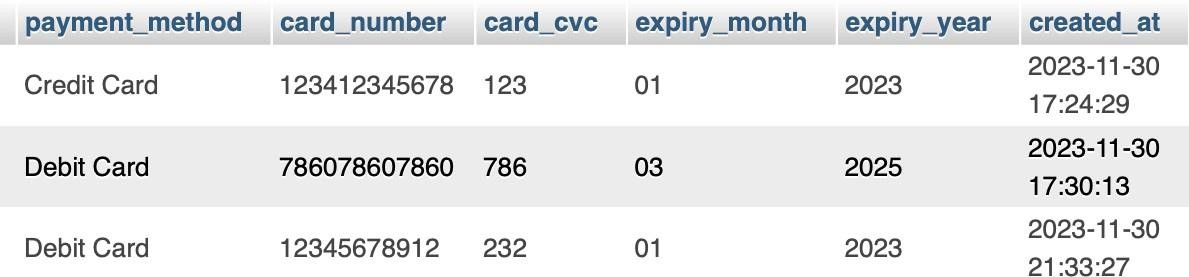 payment_method card_number card_cvc expiry_month expiry_year created_at
Credit Card 123412345678 123 01 2023 2023-11-30
17:24:29
Debit Card 786078607860 786 03 2025 2023-11-30
17:30:13
Debit Card 12345678912 232 01 2023 2023-11-30
21:33:27